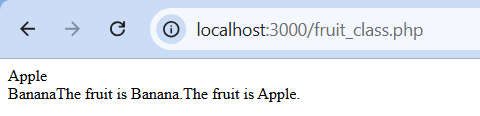 localhost:3000/fruit_class.php
Apple
BananaThe fruit is Banana.The fruit is Apple.